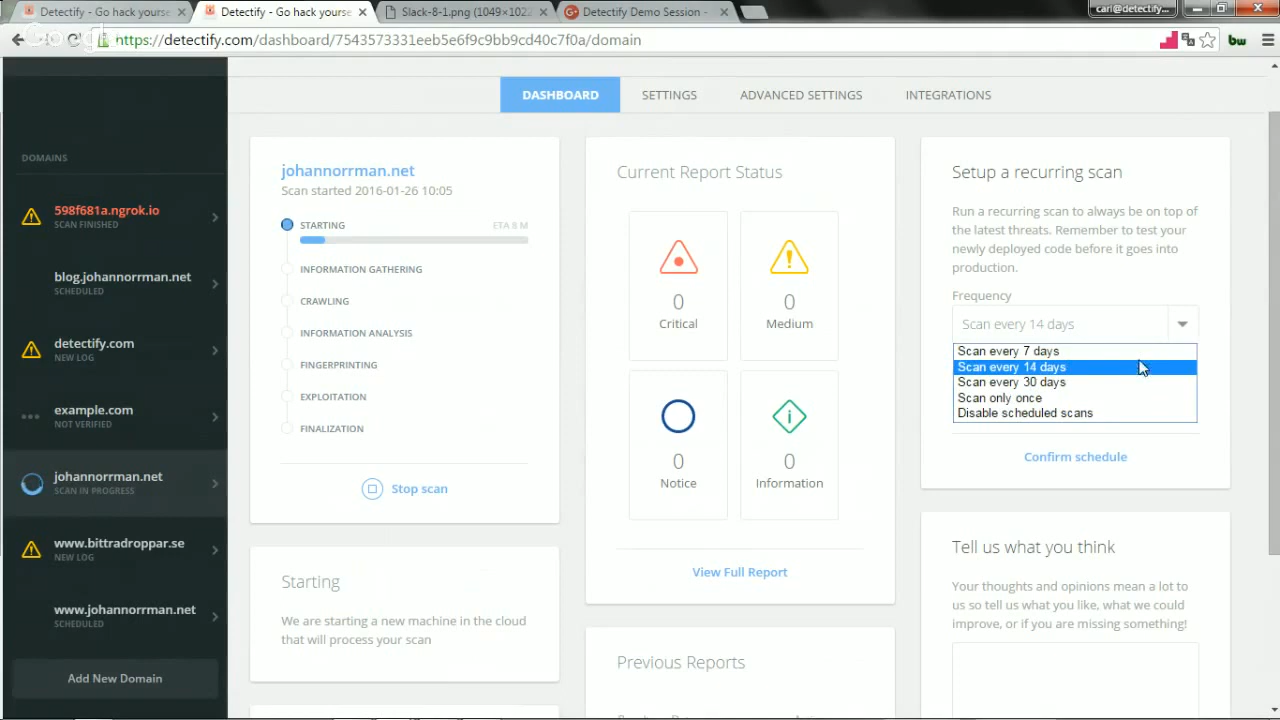 Detectify - Go hack yourse
Detectify - Go hack yourse
Slack-8-1.png (1049×1022
Detectify Demo Session -
carl@detectify...
https://detectify.com/dashboard/7543573331eeb5e6f9c9bb9cd40c7f0a/domain
bw
DOMAINS
598f681a.ngrok.io
SCAN FINISHED
blog.johannorrman.net
SCHEDULED
detectify.com
NEW LOG
example.com
NOT VERIFIED
johannorrman.net
SCAN IN PROGRESS
www.bittradroppar.se
NEW LOG
www.johannorrman.net
SCHEDULED
Add New Domain
DASHBOARD
SETTINGS
ADVANCED SETTINGS
INTEGRATIONS
johannorrman.net
Scan started 2016-01-26 10:05
STARTING
ETA 8 M
INFORMATION GATHERING
CRAWLING
INFORMATION ANALYSIS
FINGERPRINTING
EXPLOITATION
FINALIZATION
Stop scan
Starting
We are starting a new machine in the cloud
that will process your scan
Current Report Status
0
Critical
0
Medium
0
Notice
0
Information
View Full Report
Previous Reports
Setup a recurring scan
Run a recurring scan to always be on top of
the latest threats. Remember to test your
newly deployed code before it goes into
production.
Frequency
Scan every 14 days
Scan every 7 days
Scan every 14 days
Scan every 30 days
Scan only once
Disable scheduled scans
Confirm schedule
Tell us what you think
Your thoughts and opinions mean a lot to
us so tell us what you like, what we could
improve, or if you are missing something!